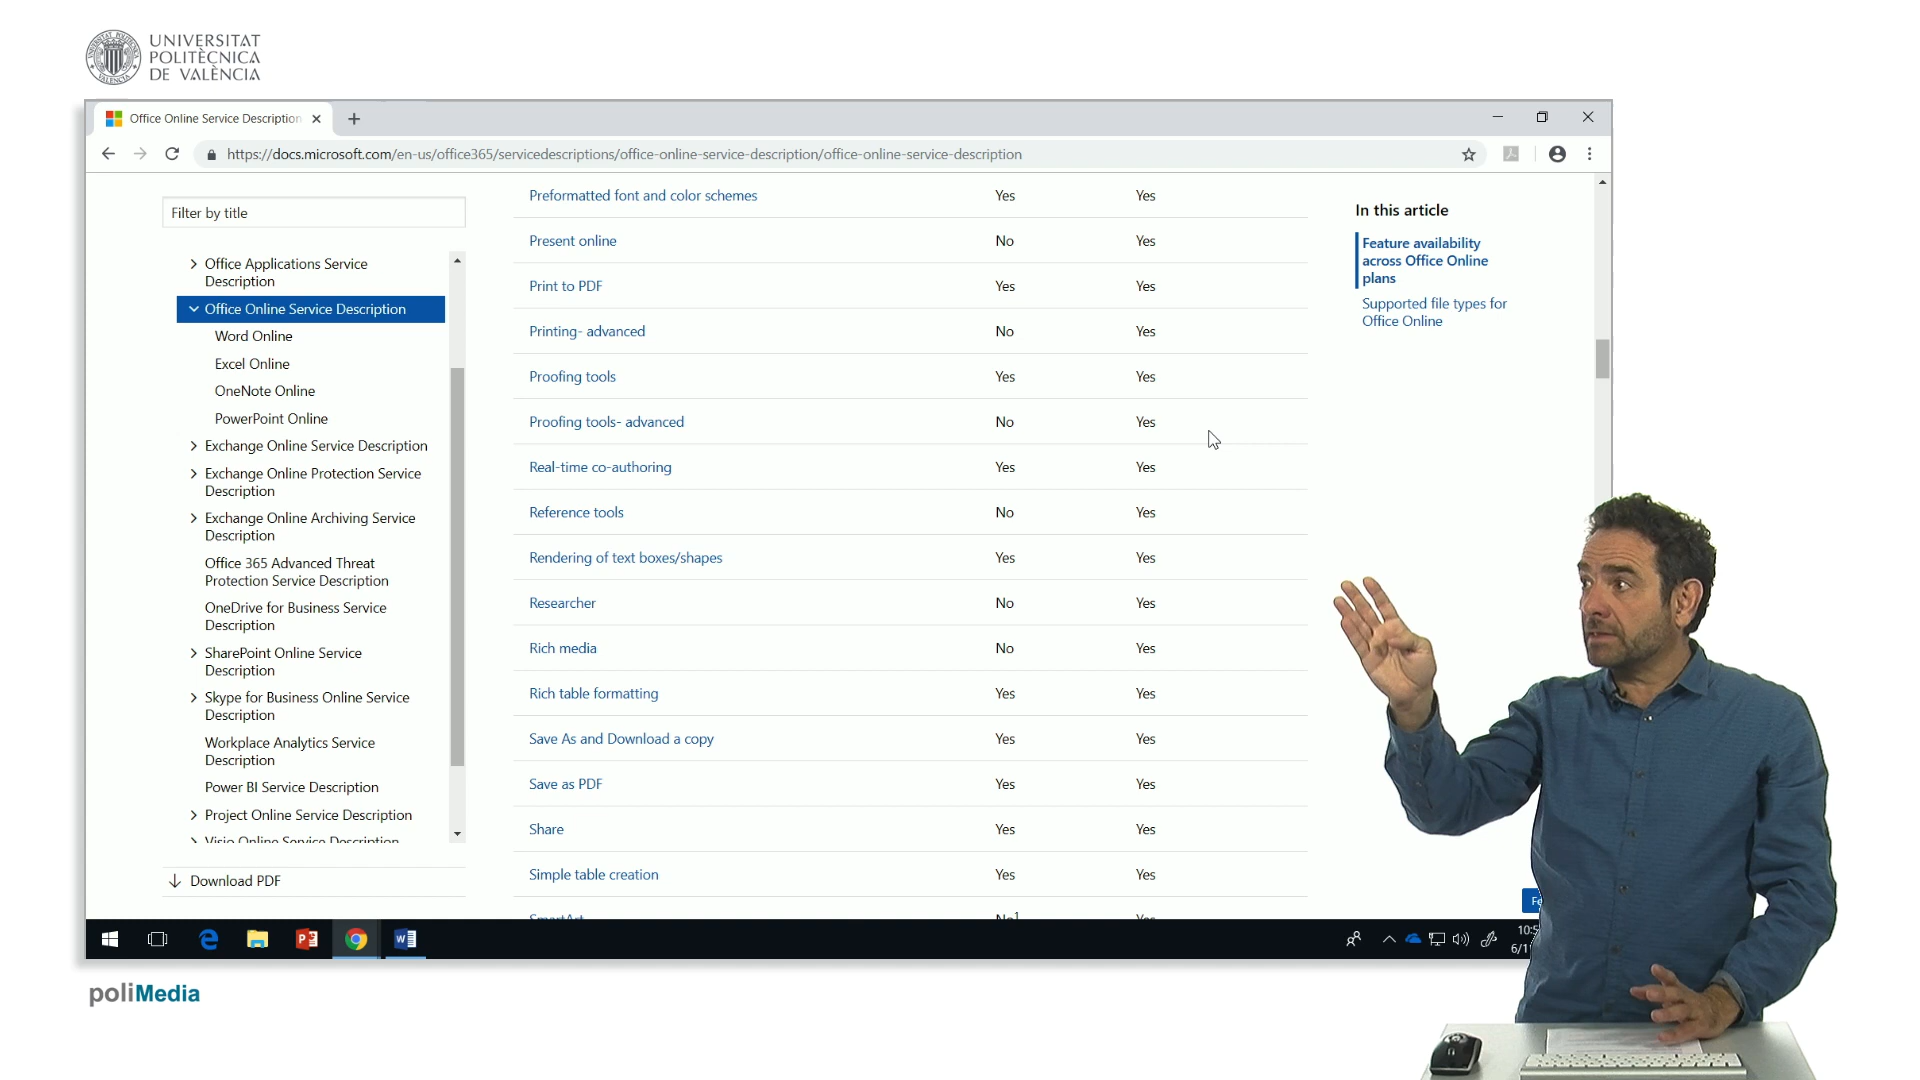 UNIVERSITAT
POLITÈCNICA
DE VALÈNCIA
Office Online Service Description
https://docs.microsoft.com/en-us/office365/servicedescriptions/office-online-service-description/office-online-service-description
Filter by title
Office Applications Service
Description
Office Online Service Description
Word Online
Excel Online
OneNote Online
PowerPoint Online
Exchange Online Service Description
Exchange Online Protection Service
Description
Exchange Online Archiving Service
Description
Office 365 Advanced Threat
Protection Service Description
OneDrive for Business Service
Description
SharePoint Online Service
Description
Skype for Business Online Service
Description
Workplace Analytics Service
Description
Power BI Service Description
Project Online Service Description
Visio Online Service Description
Download PDF
Preformatted font and color schemes Yes Yes
Present online No Yes
Print to PDF Yes Yes
Printing- advanced No Yes
Proofing tools Yes Yes
Proofing tools- advanced No Yes
Real-time co-authoring Yes Yes
Reference tools No Yes
Rendering of text boxes/shapes Yes Yes
Researcher No Yes
Rich media No Yes
Rich table formatting Yes Yes
Save As and Download a copy Yes Yes
Save as PDF Yes Yes
Share Yes Yes
Simple table creation Yes Yes
SmartArt No¹ Yes
In this article
Feature availability
across Office Online
plans
Supported file types for
Office Online
poliMedia